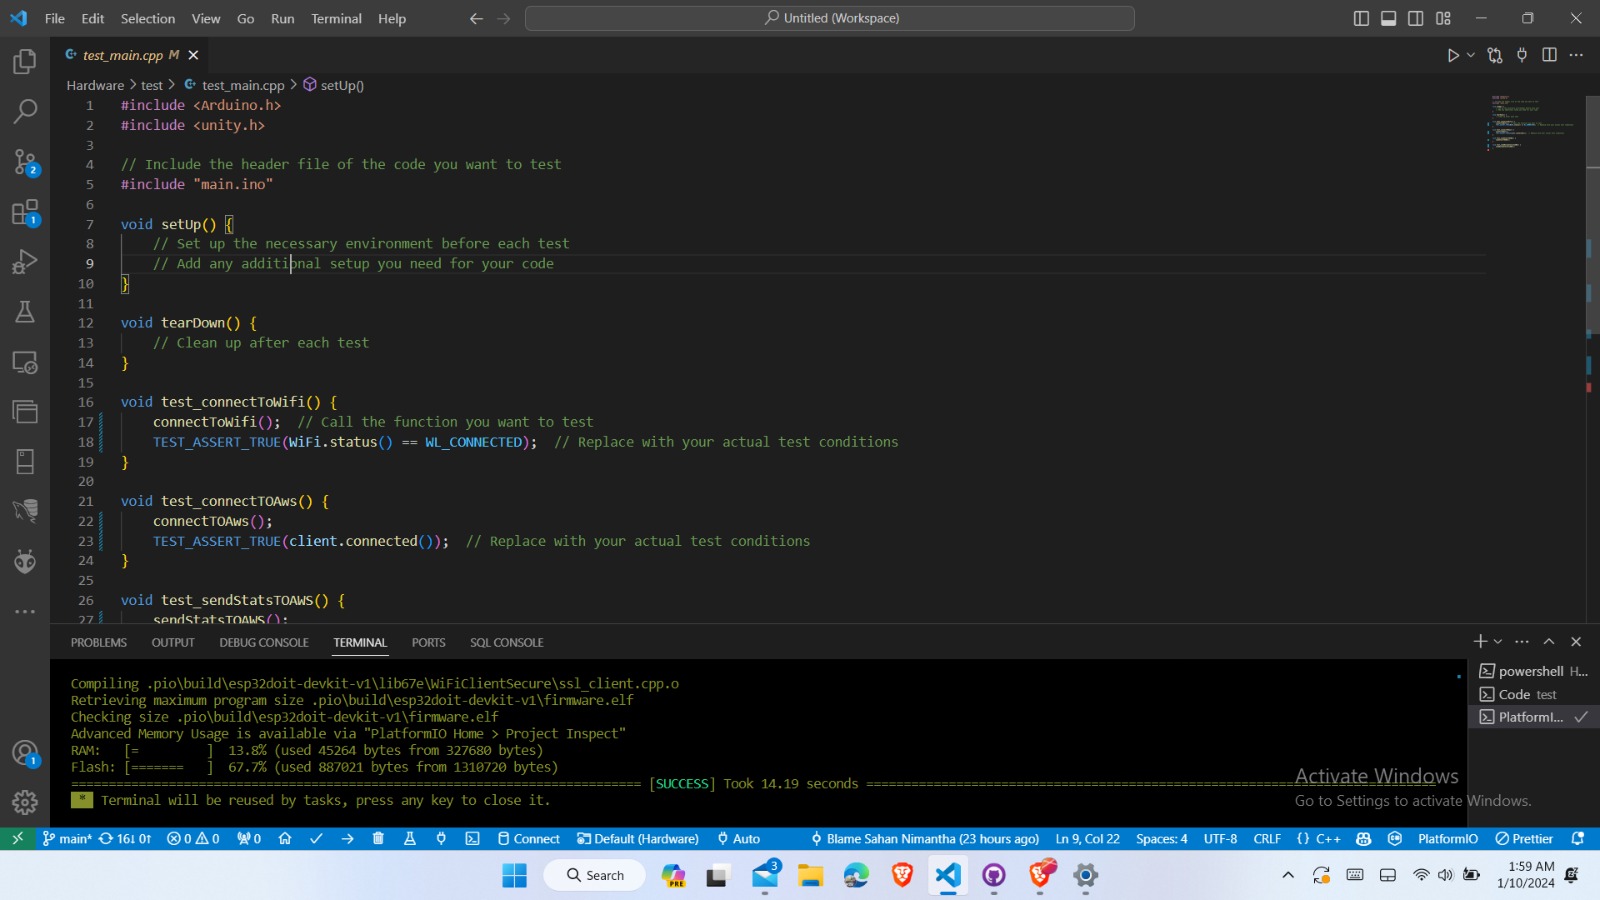 File Edit Selection View Go Run Terminal Help
Untitled (Workspace)
test_main.cpp M
Hardware > test > test_main.cpp > setUp()
1 #include <Arduino.h>
2 #include <unity.h>
3
4 // Include the header file of the code you want to test
5 #include "main.ino"
6
7 void setUp() {
8 // Set up the necessary environment before each test
9 // Add any additional setup you need for your code
10 }
11
12 void tearDown() {
13 // Clean up after each test
14 }
15
16 void test_connectToWifi() {
17 connectToWifi(); // Call the function you want to test
18 TEST_ASSERT_TRUE(WiFi.status() == WL_CONNECTED); // Replace with your actual test conditions
19 }
20
21 void test_connectTOAws() {
22 connectTOAws();
23 TEST_ASSERT_TRUE(client.connected()); // Replace with your actual test conditions
24 }
25
26 void test_sendStatsTOAWS() {
27 sendStatsTOAWS();
2
1
1
PROBLEMS OUTPUT DEBUG CONSOLE TERMINAL PORTS SQL CONSOLE
Compiling .pio\build\esp32doit-devkit-v1\lib67e\WiFiClientSecure\ssl_client.cpp.o
Retrieving maximum program size .pio\build\esp32doit-devkit-v1\firmware.elf
Checking size .pio\build\esp32doit-devkit-v1\firmware.elf
Advanced Memory Usage is available via "PlatformIO Home > Project Inspect"
RAM: [= ] 13.8% (used 45264 bytes from 327680 bytes)
Flash: [======= ] 67.7% (used 887021 bytes from 1310720 bytes)
[SUCCESS] Took 14.19 seconds
* Terminal will be reused by tasks, press any key to close it.
powershell H...
Code test
PlatformI...
Activate Windows
Go to Settings to activate Windows.
main* 16↓ 0↑ 0 0 0 Connect Default (Hardware) Auto Blame Sahan Nimantha (23 hours ago) Ln 9, Col 22 Spaces: 4 UTF-8 CRLF {} C++ PlatformIO Prettier
Search PRE 3
1:59 AM
1/10/2024